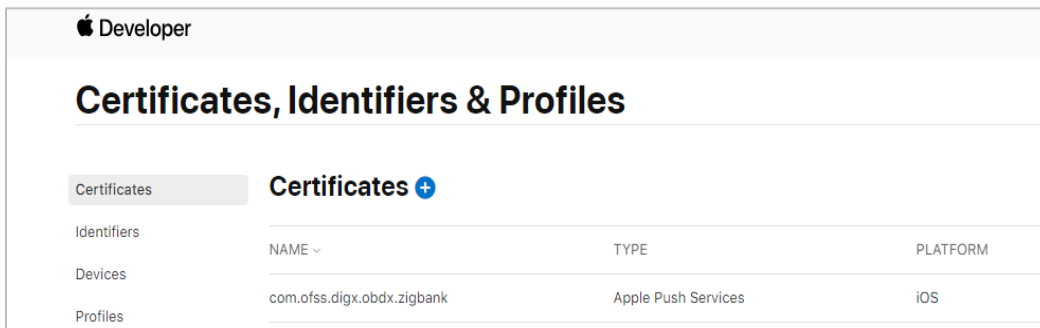 Developer
Certificates, Identifiers & Profiles
Certificates
Identifiers
Devices
Profiles
Certificates
NAME TYPE PLATFORM
com.ofss.digx.obdx.zigbank Apple Push Services iOS